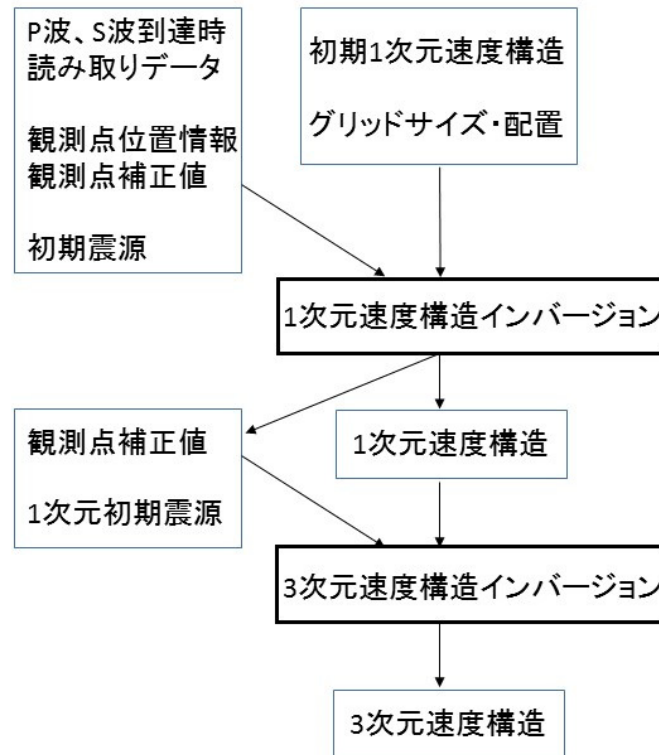 P波、S波到達時
読み取りデータ
観測点位置情報
観測点補正値
初期震源
初期1次元速度構造
グリッドサイズ・配置
1次元速度構造インバージョン
観測点補正値
1次元初期震源
1次元速度構造
3次元速度構造インバージョン
3次元速度構造